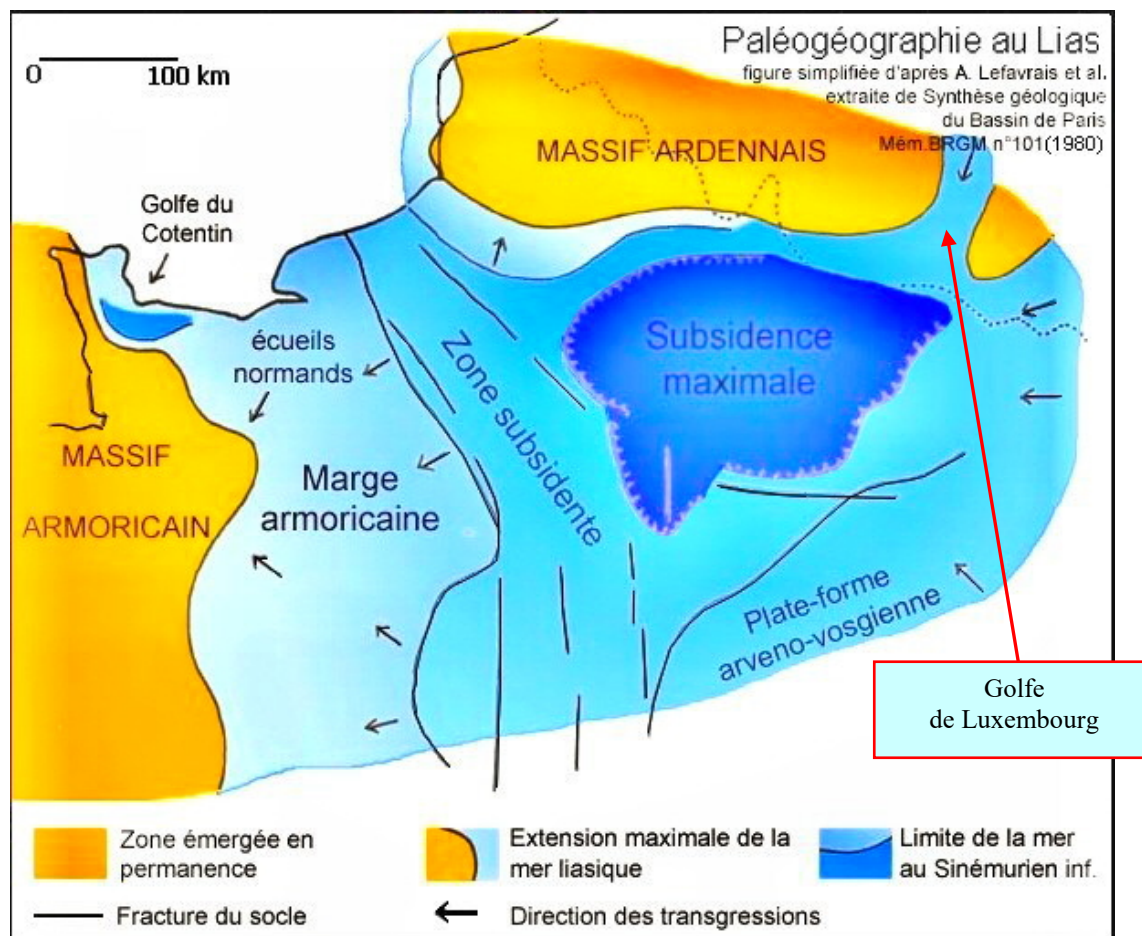 Paléogéographie au Lias
figure simplifiée d'après A. Lefavrais et al.
extraite de Synthèse géologique
du Bassin de Paris
Mém.BRGM n°101(1980)
0 100 km
MASSIF ARDENNAIS
Golfe du
Cotentin
écueils
normands
Zone subsidente
Subsidence
maximale
MASSIF
ARMORICAIN
Marge
armoricaine
Plate-forme
arveno-vosgienne
Golfe
de Luxembourg
Zone émergée en
permanence
Extension maximale de la
mer liasique
Limite de la mer
au Sinémurien inf.
Fracture du socle
Direction des transgressions